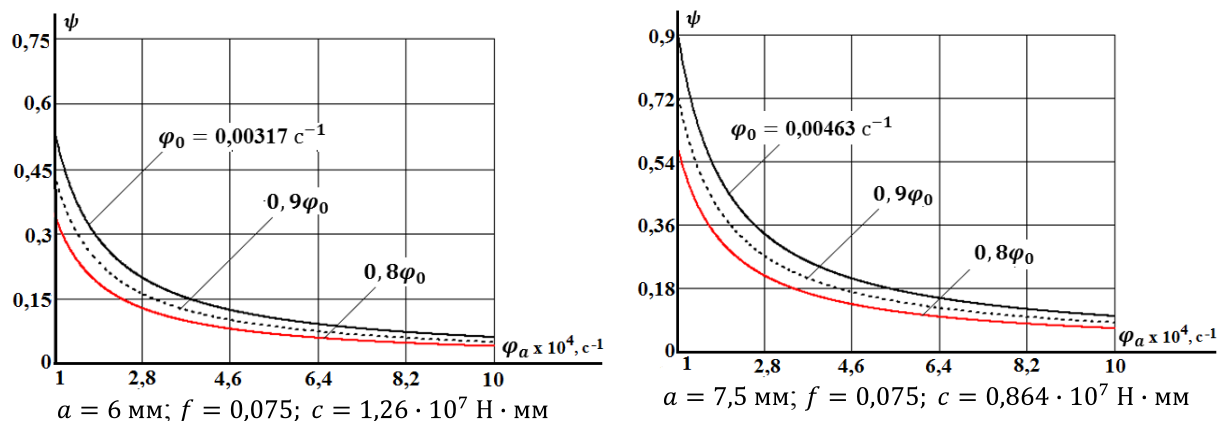 ψ
0,75
0,6
φ₀ = 0,00317 с⁻¹
0,45
0,9φ₀
0,3
0,8φ₀
0,15
0
φₐ x 10⁴, с⁻¹
1 2,8 4,6 6,4 8,2 10
a = 6 мм; f = 0,075; c = 1,26 · 10⁷ Н · мм
ψ
0,9
0,72
φ₀ = 0,00463 с⁻¹
0,54
0,9φ₀
0,36
0,8φ₀
0,18
0
φₐ x 10⁴, с⁻¹
1 2,8 4,6 6,4 8,2 10
a = 7,5 мм; f = 0,075; c = 0,864 · 10⁷ Н · мм